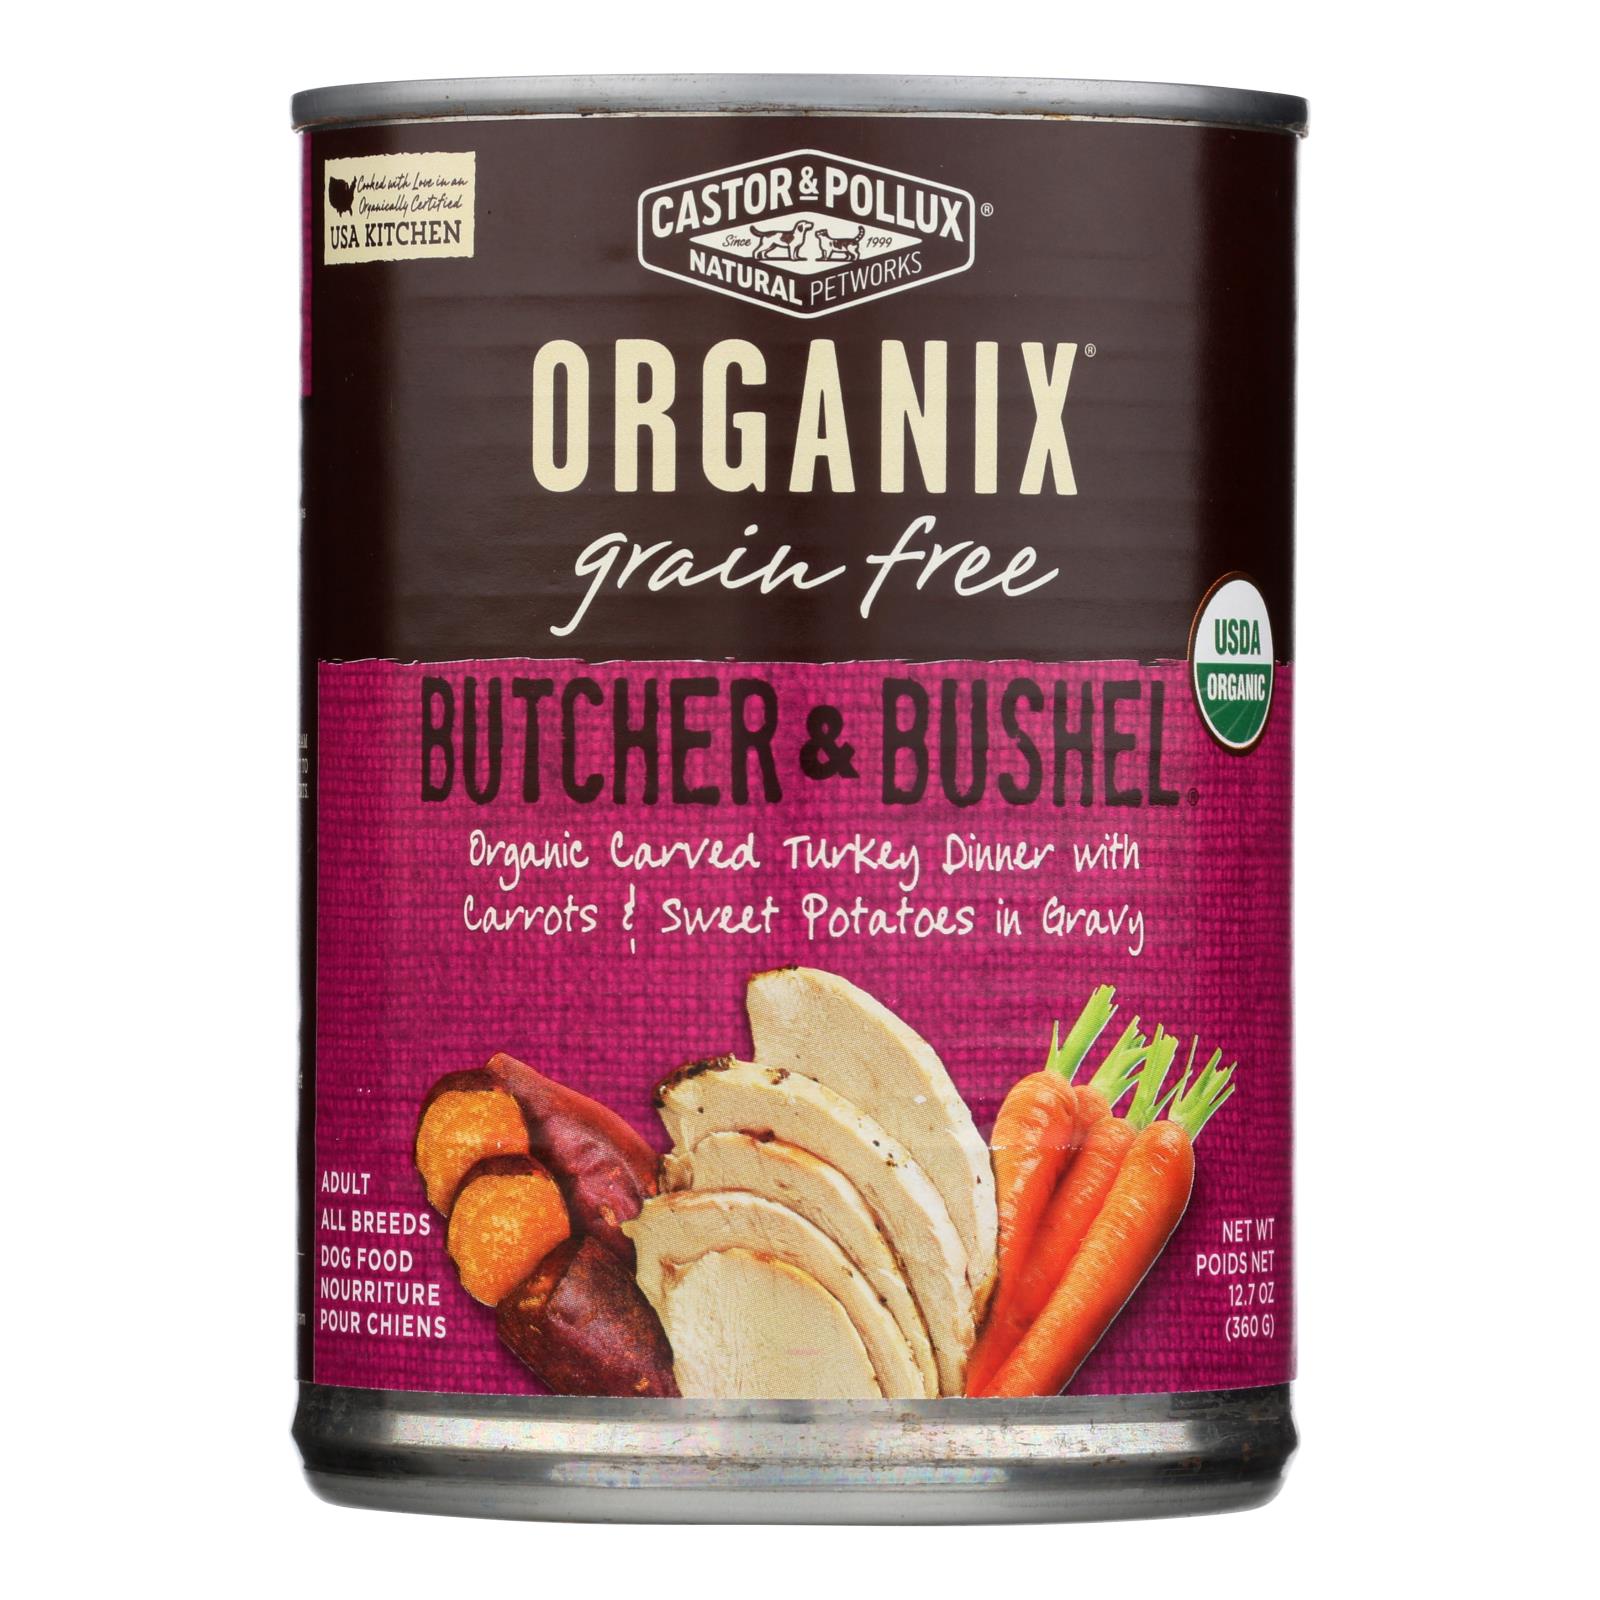 Cooked with Love in an
Organically Certified
USA KITCHEN
CASTOR & POLLUX ®
Since 1999
NATURAL PETWORKS
ORGANIX®
grain free
USDA
ORGANIC
BUTCHER & BUSHEL®
Organic Carved Turkey Dinner with
Carrots & Sweet Potatoes in Gravy
ADULT
ALL BREEDS
DOG FOOD
NOURRITURE
POUR CHIENS
NET WT
POIDS NET
12.7 OZ
(360 G)